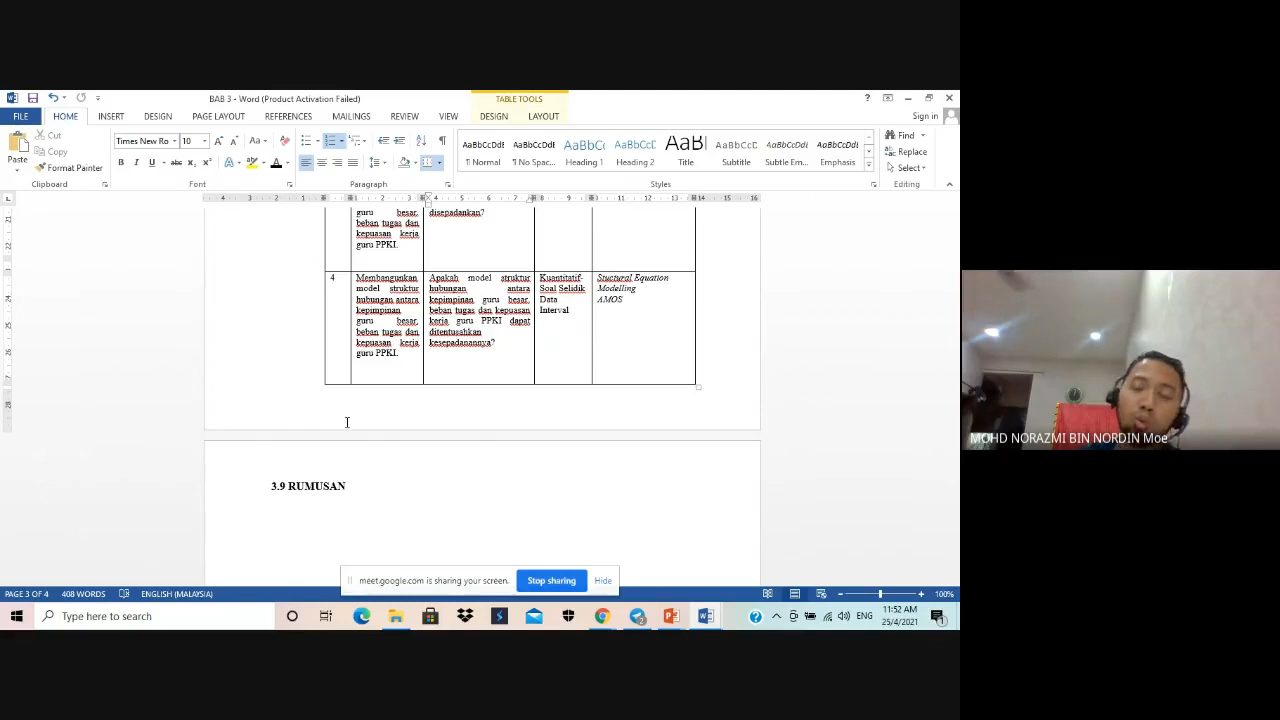 BAB 3 - Word (Product Activation Failed)
TABLE TOOLS
FILE HOME INSERT DESIGN PAGE LAYOUT REFERENCES MAILINGS REVIEW VIEW DESIGN LAYOUT Sign in
Paste
Cut
Copy
Format Painter
Times New Ro 10
AaBbCcDd AaBbCcDd AaBbC( AaBbCcD AaB AaBbCcD AaBbCcDd AaBbCcDd
¶ Normal ¶ No Spac... Heading 1 Heading 2 Title Subtitle Subtle Em... Emphasis
Find
Replace
Select
Clipboard Font Paragraph Styles Editing
guru besar,
beban tugas dan
kepuasan kerja
guru PPKI.
disepadankan?
4
Membangunkan
model struktur
hubungan antara
kepimpinan
guru besar,
beban tugas dan
kepuasan kerja
guru PPKI.
Apakah model struktur
hubungan antara
kepimpinan guru besar,
beban tugas dan kepuasan
kerja guru PPKI dapat
ditentusahkan
kesepadanannya?
Kuantitatif-
Soal Selidik
Data
Interval
Stuctural Equation
Modelling
AMOS
3.9 RUMUSAN
meet.google.com is sharing your screen. Stop sharing Hide
PAGE 3 OF 4 408 WORDS ENGLISH (MALAYSIA) 100%
Type here to search
ENG
11:52 AM
25/4/2021
MOHD NORAZMI BIN NORDIN Moe